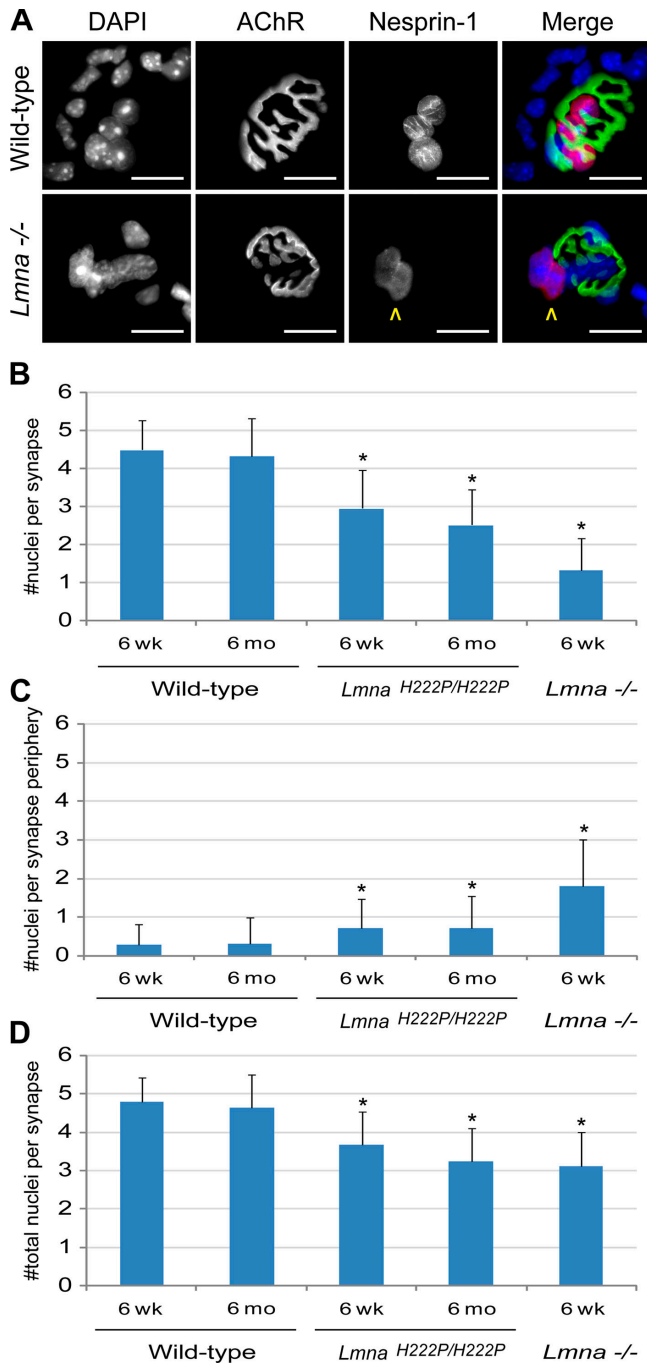 A
DAPI AChR Nesprin-1 Merge
Wild-type
Lmna -/-
B
#nuclei per synapse
6
5
4
3
2
1
0
* * *
6 wk 6 mo 6 wk 6 mo 6 wk
Wild-type Lmna H222P/H222P Lmna -/-
C
#nuclei per synapse periphery
6
5
4
3
2
1
0
* * *
6 wk 6 mo 6 wk 6 mo 6 wk
Wild-type Lmna H222P/H222P Lmna -/-
D
#total nuclei per synapse
6
5
4
3
2
1
0
* * *
6 wk 6 mo 6 wk 6 mo 6 wk
Wild-type Lmna H222P/H222P Lmna -/-